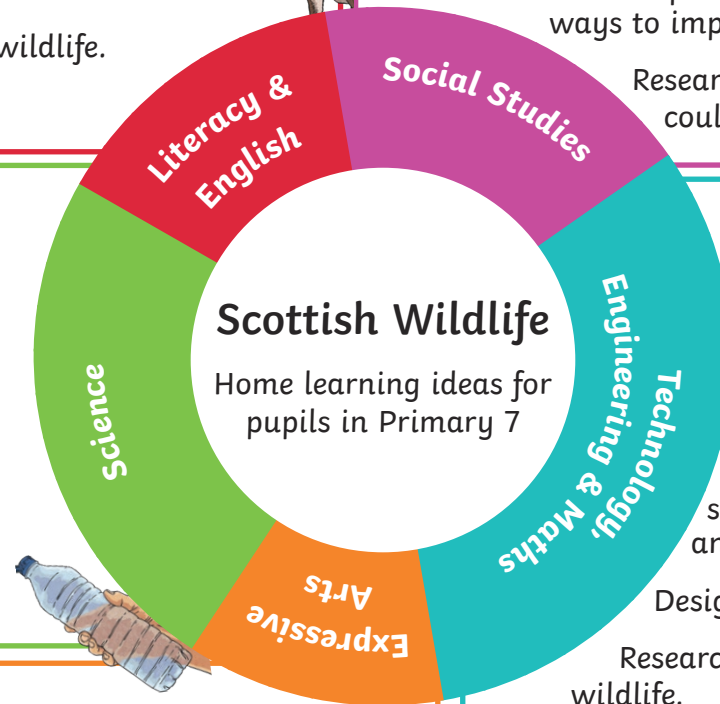 wildlife.
ways to imp
Resear
coul
Literacy &
English
Social Studies
Technology,
Engineering & Maths
Science
Expressive
Arts
Scottish Wildlife
Home learning ideas for
pupils in Primary 7
s
an
Desig
Researc
wildlife.